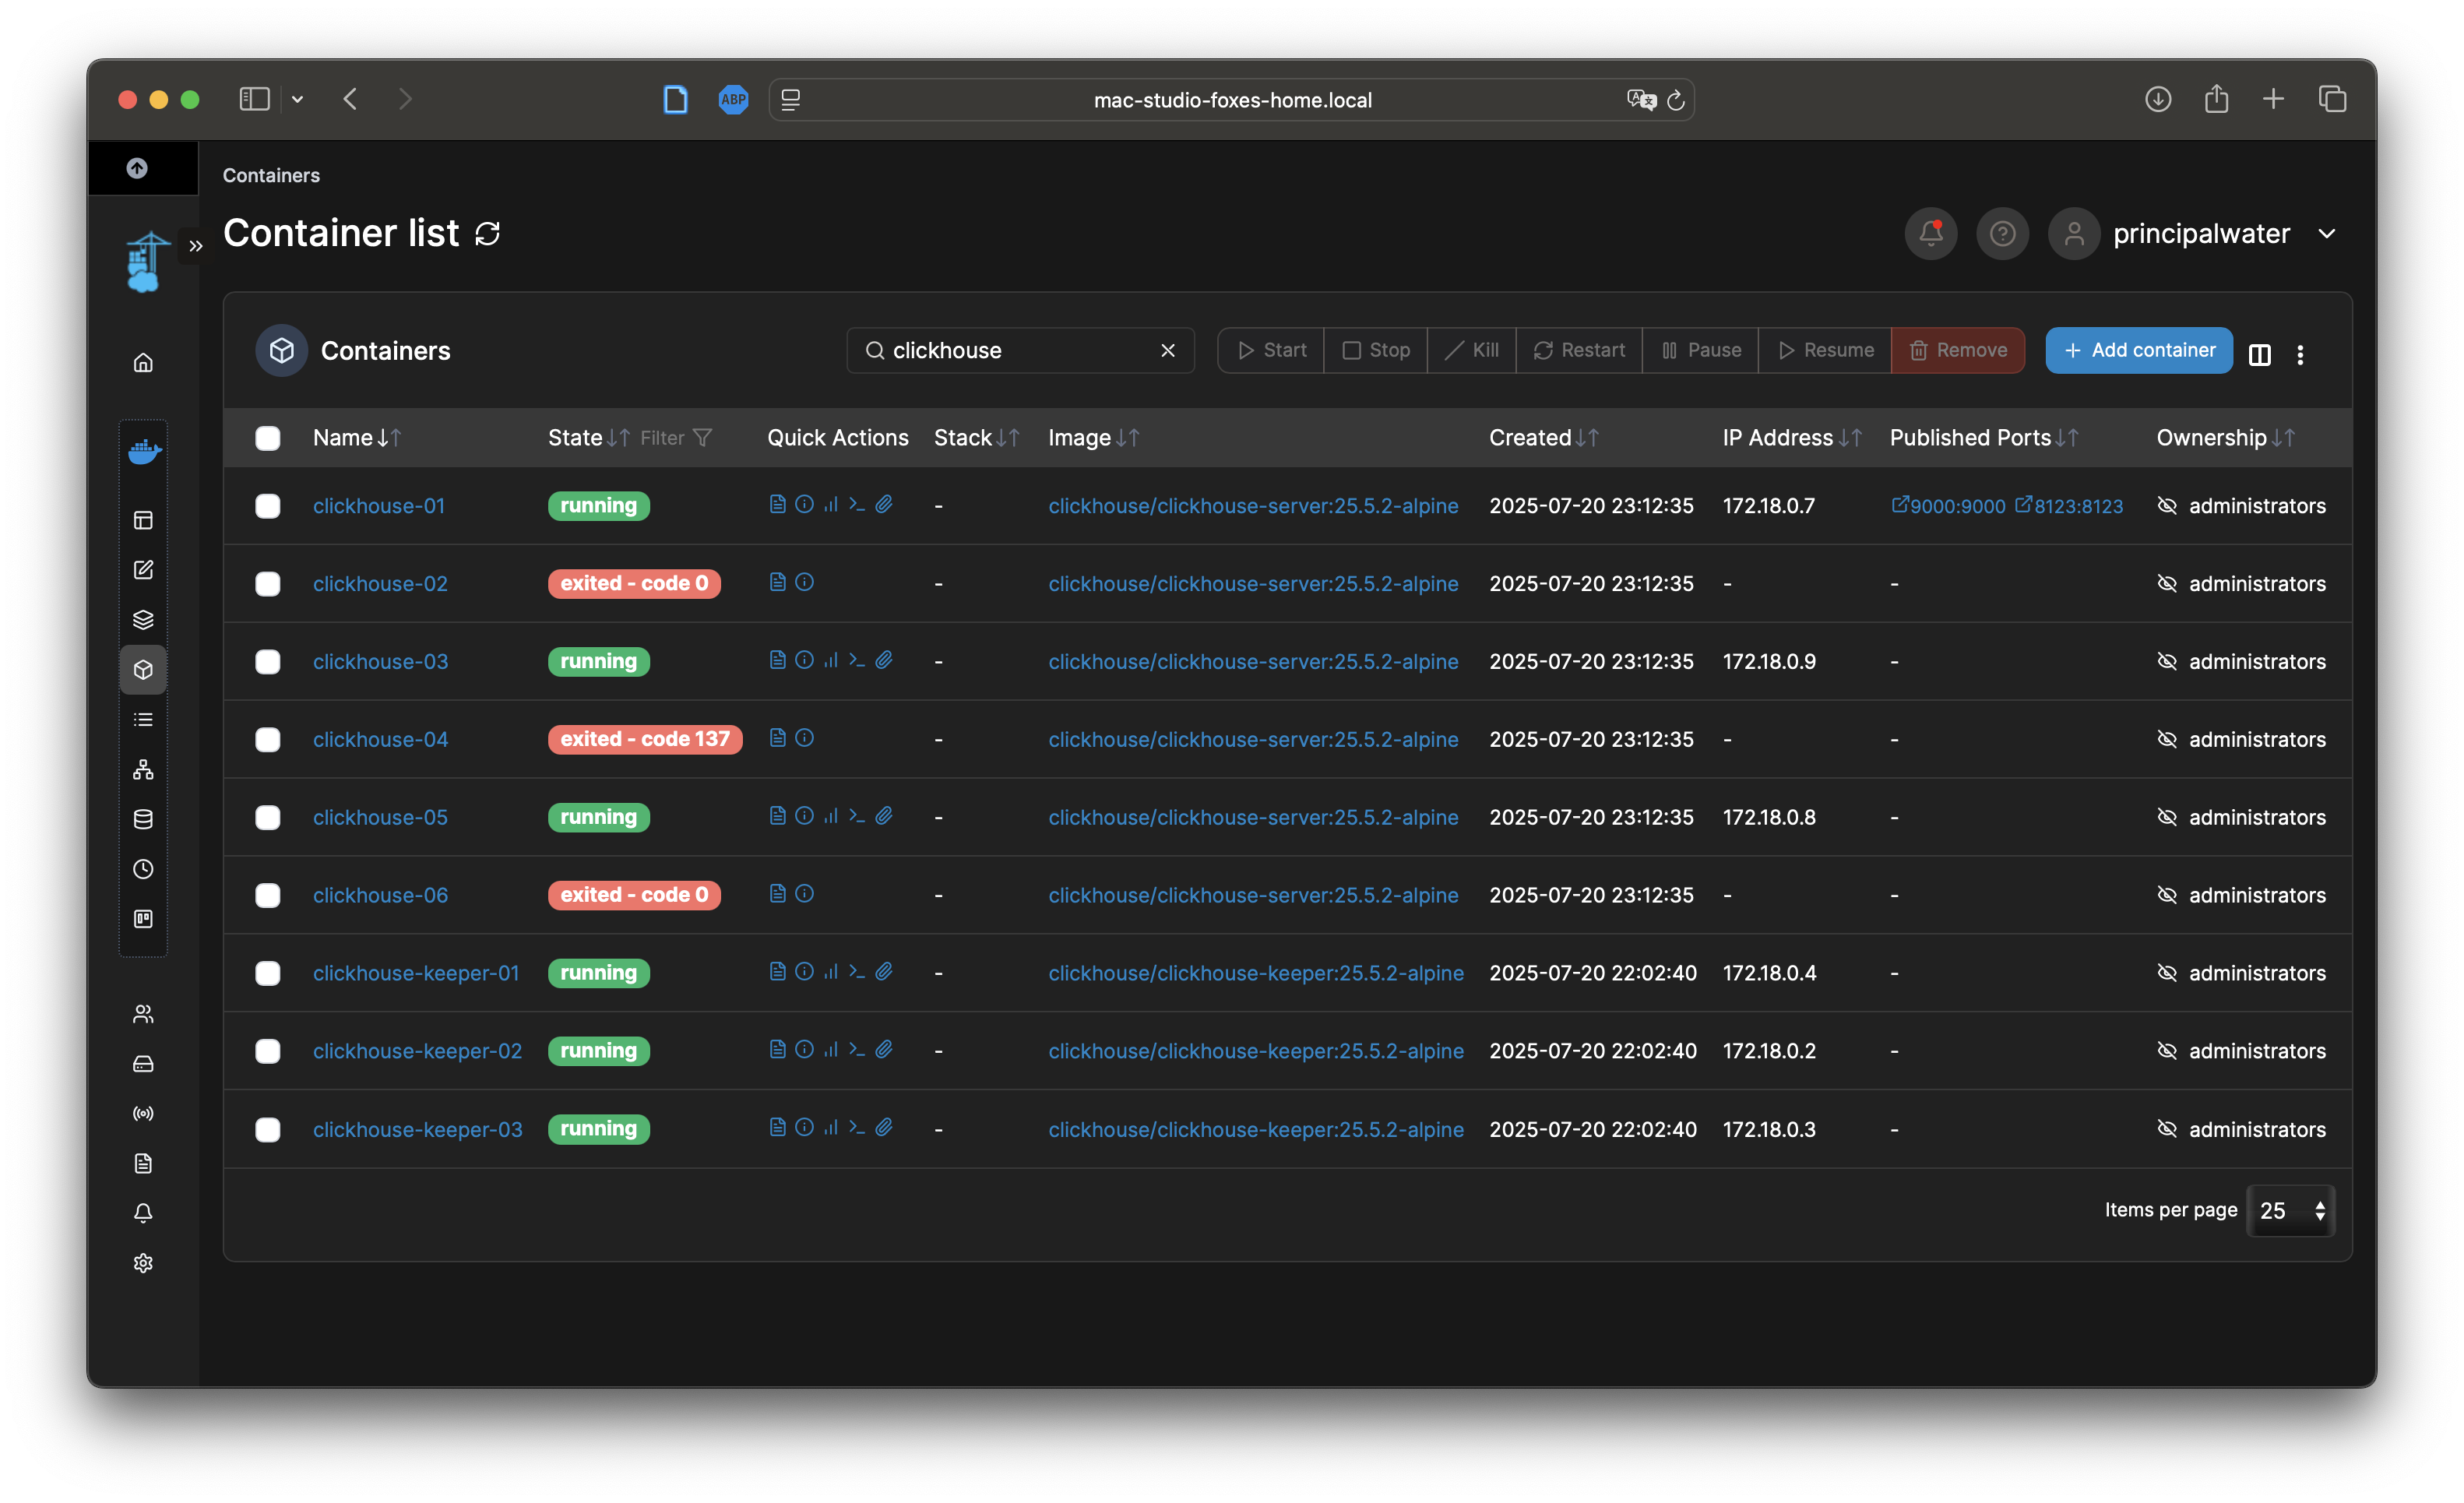 ABP
mac-studio-foxes-home.local
Containers
Container list
principalwater
Containers
clickhouse
Start
Stop
Kill
Restart
Pause
Resume
Remove
Add container
Name State Filter Quick Actions Stack Image Created IP Address Published Ports Ownership
clickhouse-01 running - clickhouse/clickhouse-server:25.5.2-alpine 2025-07-20 23:12:35 172.18.0.7 9000:9000 8123:8123 administrators
clickhouse-02 exited - code 0 - clickhouse/clickhouse-server:25.5.2-alpine 2025-07-20 23:12:35 - - administrators
clickhouse-03 running - clickhouse/clickhouse-server:25.5.2-alpine 2025-07-20 23:12:35 172.18.0.9 - administrators
clickhouse-04 exited - code 137 - clickhouse/clickhouse-server:25.5.2-alpine 2025-07-20 23:12:35 - - administrators
clickhouse-05 running - clickhouse/clickhouse-server:25.5.2-alpine 2025-07-20 23:12:35 172.18.0.8 - administrators
clickhouse-06 exited - code 0 - clickhouse/clickhouse-server:25.5.2-alpine 2025-07-20 23:12:35 - - administrators
clickhouse-keeper-01 running - clickhouse/clickhouse-keeper:25.5.2-alpine 2025-07-20 22:02:40 172.18.0.4 - administrators
clickhouse-keeper-02 running - clickhouse/clickhouse-keeper:25.5.2-alpine 2025-07-20 22:02:40 172.18.0.2 - administrators
clickhouse-keeper-03 running - clickhouse/clickhouse-keeper:25.5.2-alpine 2025-07-20 22:02:40 172.18.0.3 - administrators
Items per page 25